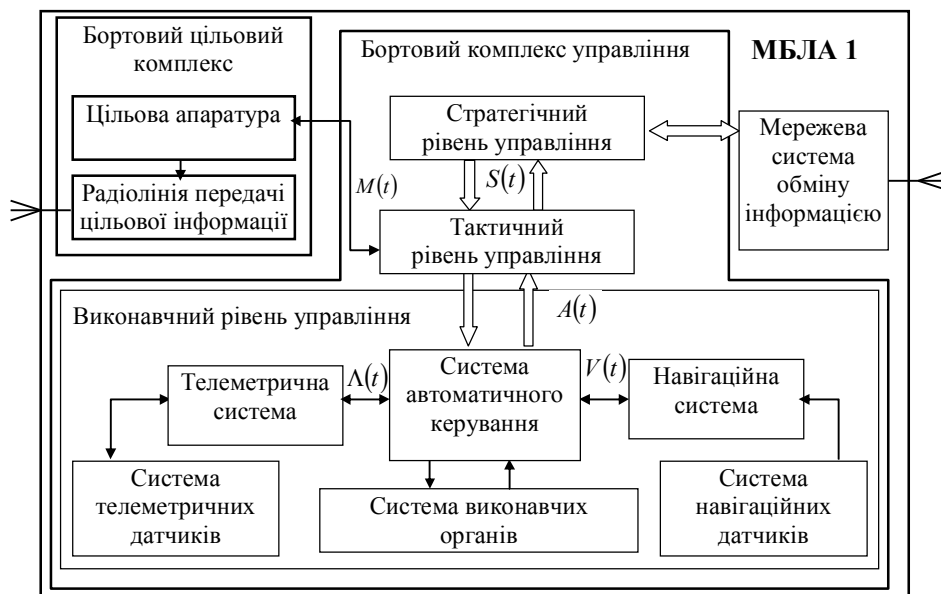 Бортовий цільовий
комплекс
Цільова апаратура
Радіолінія передачі
цільової інформації
Бортовий комплекс управління
МБЛА 1
Стратегічний
рівень управління
Мережева
система
обміну
інформацією
M(t)
S(t)
Тактичний
рівень управління
Виконавчний рівень управління
A(t)
Телеметрична
система
Λ(t)
Система
автоматичного
керування
V(t)
Навігаційна
система
Система
телеметричних
датчиків
Система виконавчих
органів
Система
навігаційних
датчиків